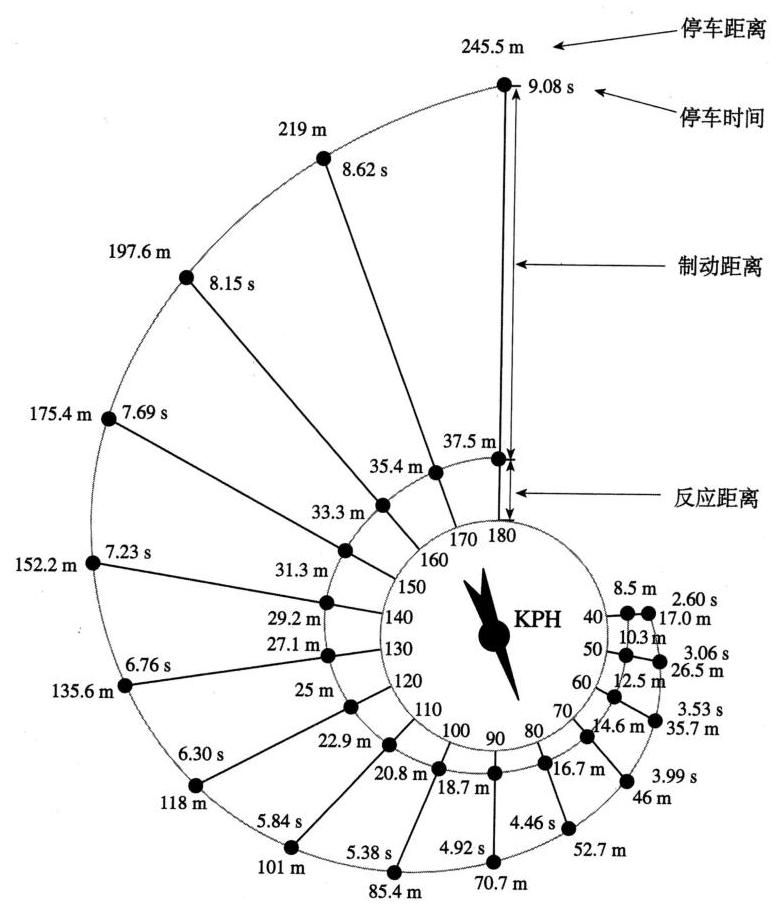 停车距离
245.5 m
9.08 s
停车时间
219 m
8.62 s
197.6 m
8.15 s
制动距离
175.4 m
7.69 s
37.5 m
35.4 m
反应距离
33.3 m
180
170
160
152.2 m
7.23 s
31.3 m
150
8.5 m
2.60 s
29.2 m
140
KPH
40
17.0 m
10.3 m
27.1 m
130
50
3.06 s
26.5 m
6.76 s
135.6 m
25 m
120
60
12.5 m
3.53 s
35.7 m
110
70
22.9 m
100
90
80
14.6 m
6.30 s
118 m
20.8 m
18.7 m
16.7 m
3.99 s
46 m
5.84 s
101 m
5.38 s
85.4 m
4.92 s
70.7 m
4.46 s
52.7 m